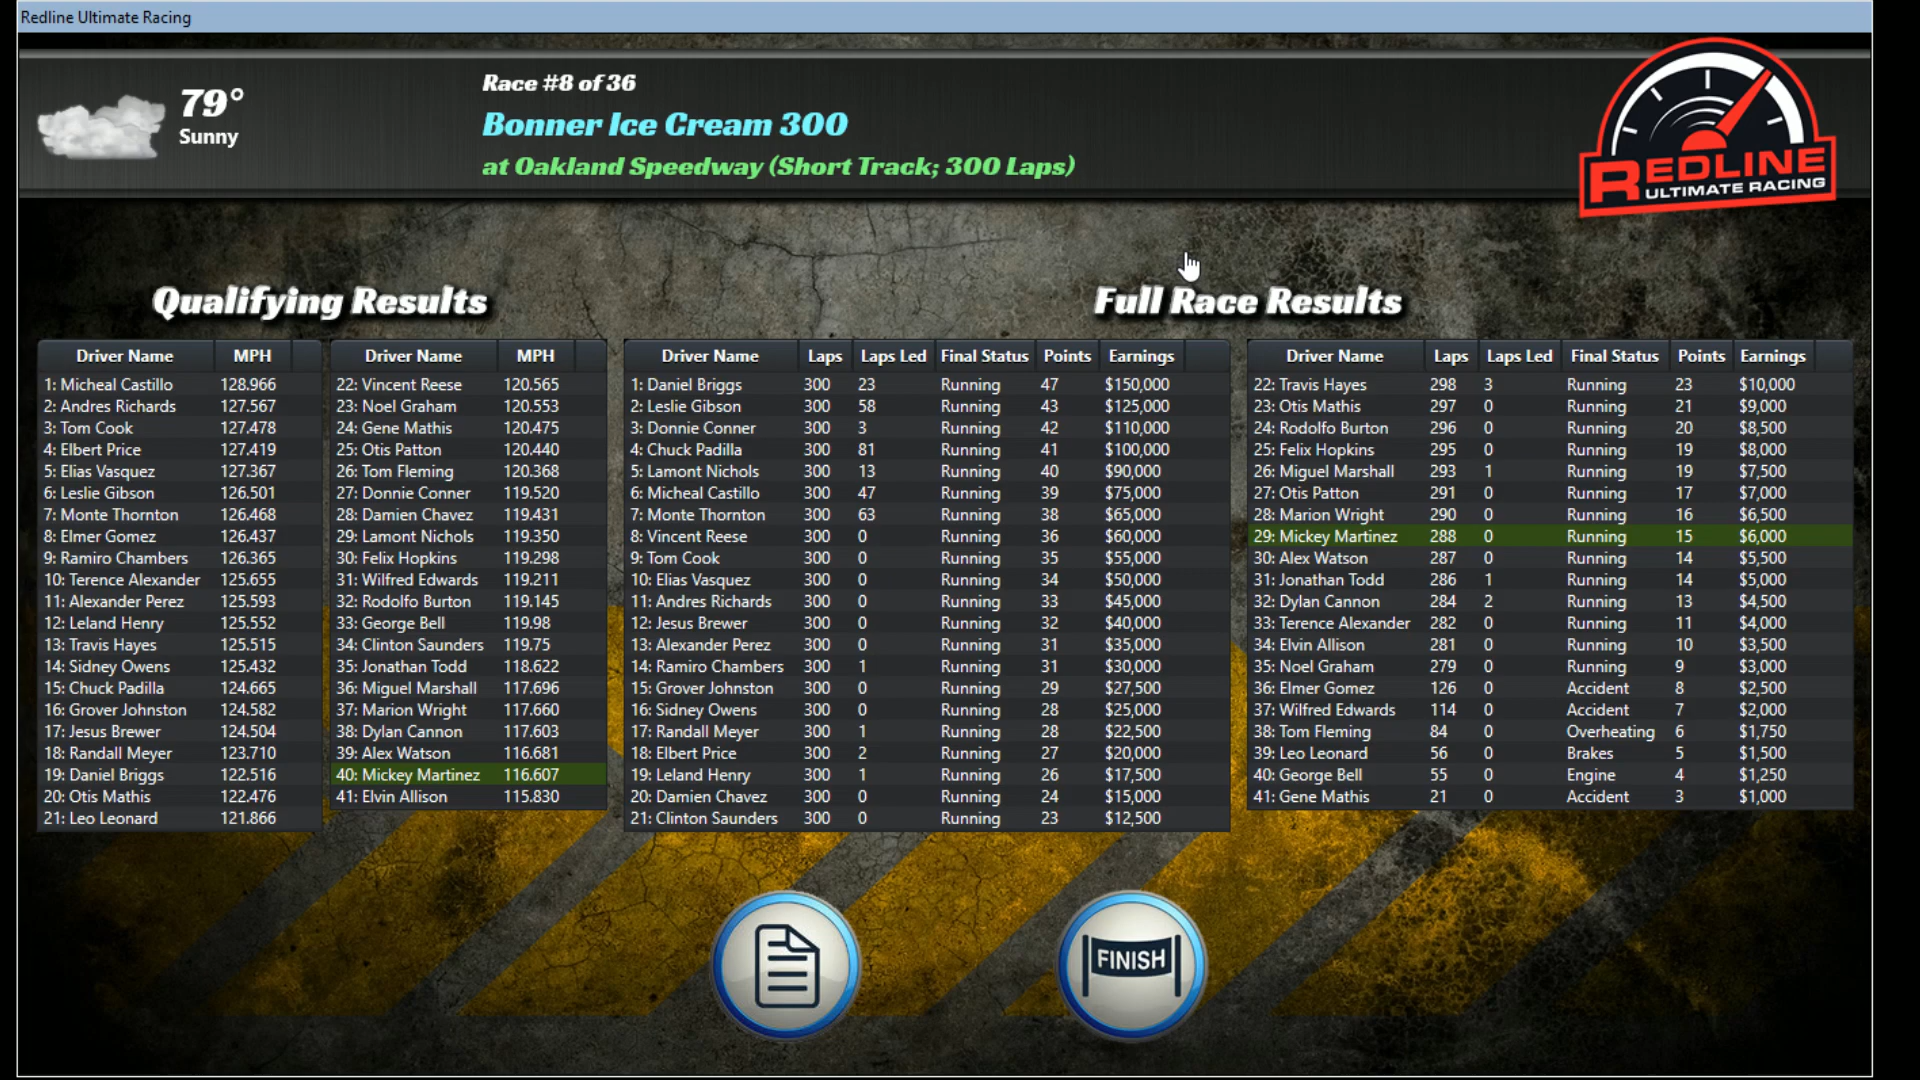 Redline Ultimate Racing
79°
Sunny
Race #8 of 36
Bonner Ice Cream 300
at Oakland Speedway (Short Track; 300 Laps)
REDLINE
ULTIMATE RACING
Qualifying Results
Driver Name MPH
1: Micheal Castillo 128.966
2: Andres Richards 127.567
3: Tom Cook 127.478
4: Elbert Price 127.419
5: Elias Vasquez 127.367
6: Leslie Gibson 126.501
7: Monte Thornton 126.468
8: Elmer Gomez 126.437
9: Ramiro Chambers 126.365
10: Terence Alexander 125.655
11: Alexander Perez 125.593
12: Leland Henry 125.552
13: Travis Hayes 125.515
14: Sidney Owens 125.432
15: Chuck Padilla 124.665
16: Grover Johnston 124.582
17: Jesus Brewer 124.504
18: Randall Meyer 123.710
19: Daniel Briggs 122.516
20: Otis Mathis 122.476
21: Leo Leonard 121.866
Driver Name MPH
22: Vincent Reese 120.565
23: Noel Graham 120.553
24: Gene Mathis 120.475
25: Otis Patton 120.440
26: Tom Fleming 120.368
27: Donnie Conner 119.520
28: Damien Chavez 119.431
29: Lamont Nichols 119.350
30: Felix Hopkins 119.298
31: Wilfred Edwards 119.211
32: Rodolfo Burton 119.145
33: George Bell 119.98
34: Clinton Saunders 119.75
35: Jonathan Todd 118.622
36: Miguel Marshall 117.696
37: Marion Wright 117.660
38: Dylan Cannon 117.603
39: Alex Watson 116.681
40: Mickey Martinez 116.607
41: Elvin Allison 115.830
Full Race Results
Driver Name Laps Laps Led Final Status Points Earnings
1: Daniel Briggs 300 23 Running 47 $150,000
2: Leslie Gibson 300 58 Running 43 $125,000
3: Donnie Conner 300 3 Running 42 $110,000
4: Chuck Padilla 300 81 Running 41 $100,000
5: Lamont Nichols 300 13 Running 40 $90,000
6: Micheal Castillo 300 47 Running 39 $75,000
7: Monte Thornton 300 63 Running 38 $65,000
8: Vincent Reese 300 0 Running 36 $60,000
9: Tom Cook 300 0 Running 35 $55,000
10: Elias Vasquez 300 0 Running 34 $50,000
11: Andres Richards 300 0 Running 33 $45,000
12: Jesus Brewer 300 0 Running 32 $40,000
13: Alexander Perez 300 0 Running 31 $35,000
14: Ramiro Chambers 300 1 Running 31 $30,000
15: Grover Johnston 300 0 Running 29 $27,500
16: Sidney Owens 300 0 Running 28 $25,000
17: Randall Meyer 300 1 Running 28 $22,500
18: Elbert Price 300 2 Running 27 $20,000
19: Leland Henry 300 1 Running 26 $17,500
20: Damien Chavez 300 0 Running 24 $15,000
21: Clinton Saunders 300 0 Running 23 $12,500
Driver Name Laps Laps Led Final Status Points Earnings
22: Travis Hayes 298 3 Running 23 $10,000
23: Otis Mathis 297 0 Running 21 $9,000
24: Rodolfo Burton 296 0 Running 20 $8,500
25: Felix Hopkins 295 0 Running 19 $8,000
26: Miguel Marshall 293 1 Running 19 $7,500
27: Otis Patton 291 0 Running 17 $7,000
28: Marion Wright 290 0 Running 16 $6,500
29: Mickey Martinez 288 0 Running 15 $6,000
30: Alex Watson 287 0 Running 14 $5,500
31: Jonathan Todd 286 1 Running 14 $5,000
32: Dylan Cannon 284 2 Running 13 $4,500
33: Terence Alexander 282 0 Running 11 $4,000
34: Elvin Allison 281 0 Running 10 $3,500
35: Noel Graham 279 0 Running 9 $3,000
36: Elmer Gomez 126 0 Accident 8 $2,500
37: Wilfred Edwards 114 0 Accident 7 $2,000
38: Tom Fleming 84 0 Overheating 6 $1,750
39: Leo Leonard 56 0 Brakes 5 $1,500
40: George Bell 55 0 Engine 4 $1,250
41: Gene Mathis 21 0 Accident 3 $1,000
FINISH